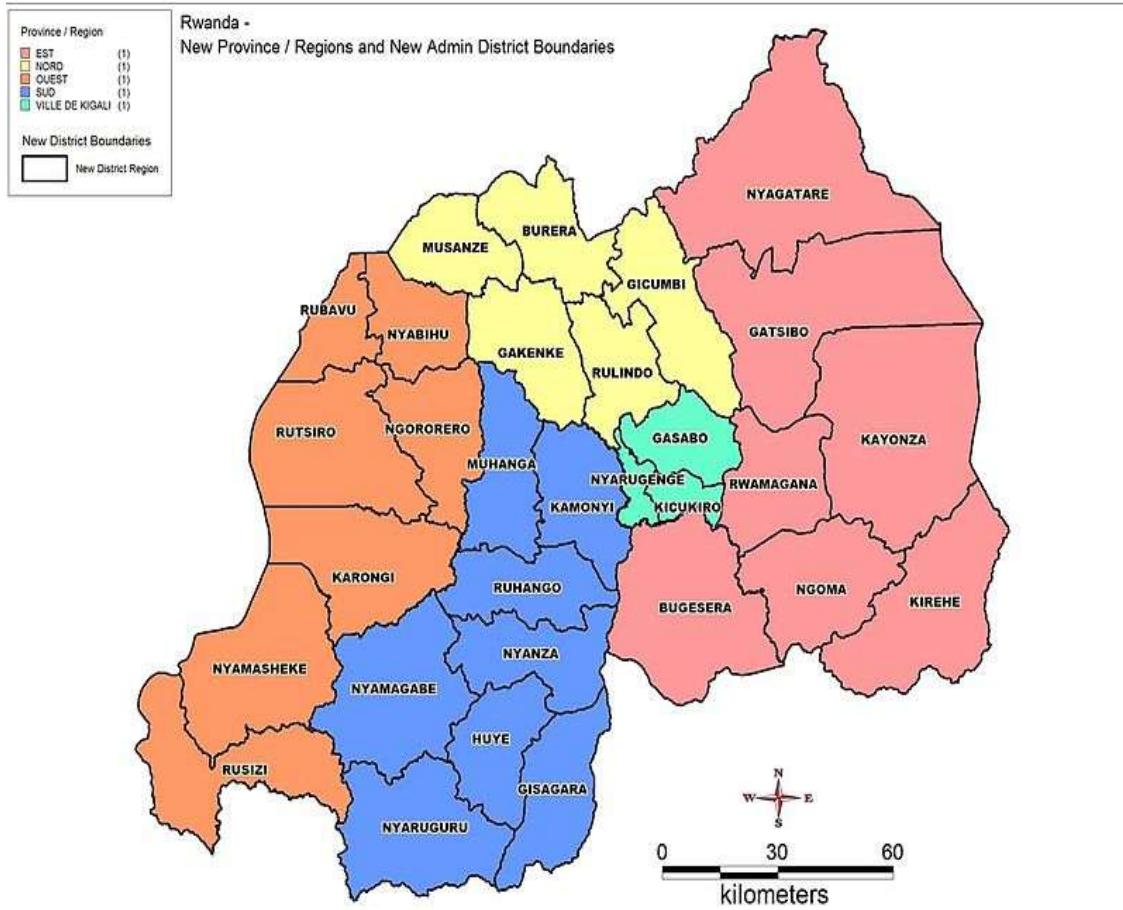 Rwanda -
New Province / Regions and New Admin District Boundaries
Province / Region
EST (1)
NORD (1)
OUEST (1)
SUD (1)
VILLE DE KIGALI (1)
New District Boundaries
New District Region
NYAGATARE
BURERA
MUSANZE
GICUMBI
RUBAVU
NYABIHU
GATSIBO
GAKENKE
RULINDO
RUTSIRO
NGORORERO
GASABO
KAYONZA
MUHANGA
NYARUGENGE
RWAMAGANA
KAMONYI
KICUKIRO
KARONGI
RUHANGO
BUGESERA
NGOMA
KIREHE
NYAMASHEKE
NYANZA
NYAMAGABE
HUYE
RUSIZI
GISAGARA
NYARUGURU
N
W E
S
0 30 60
kilometers